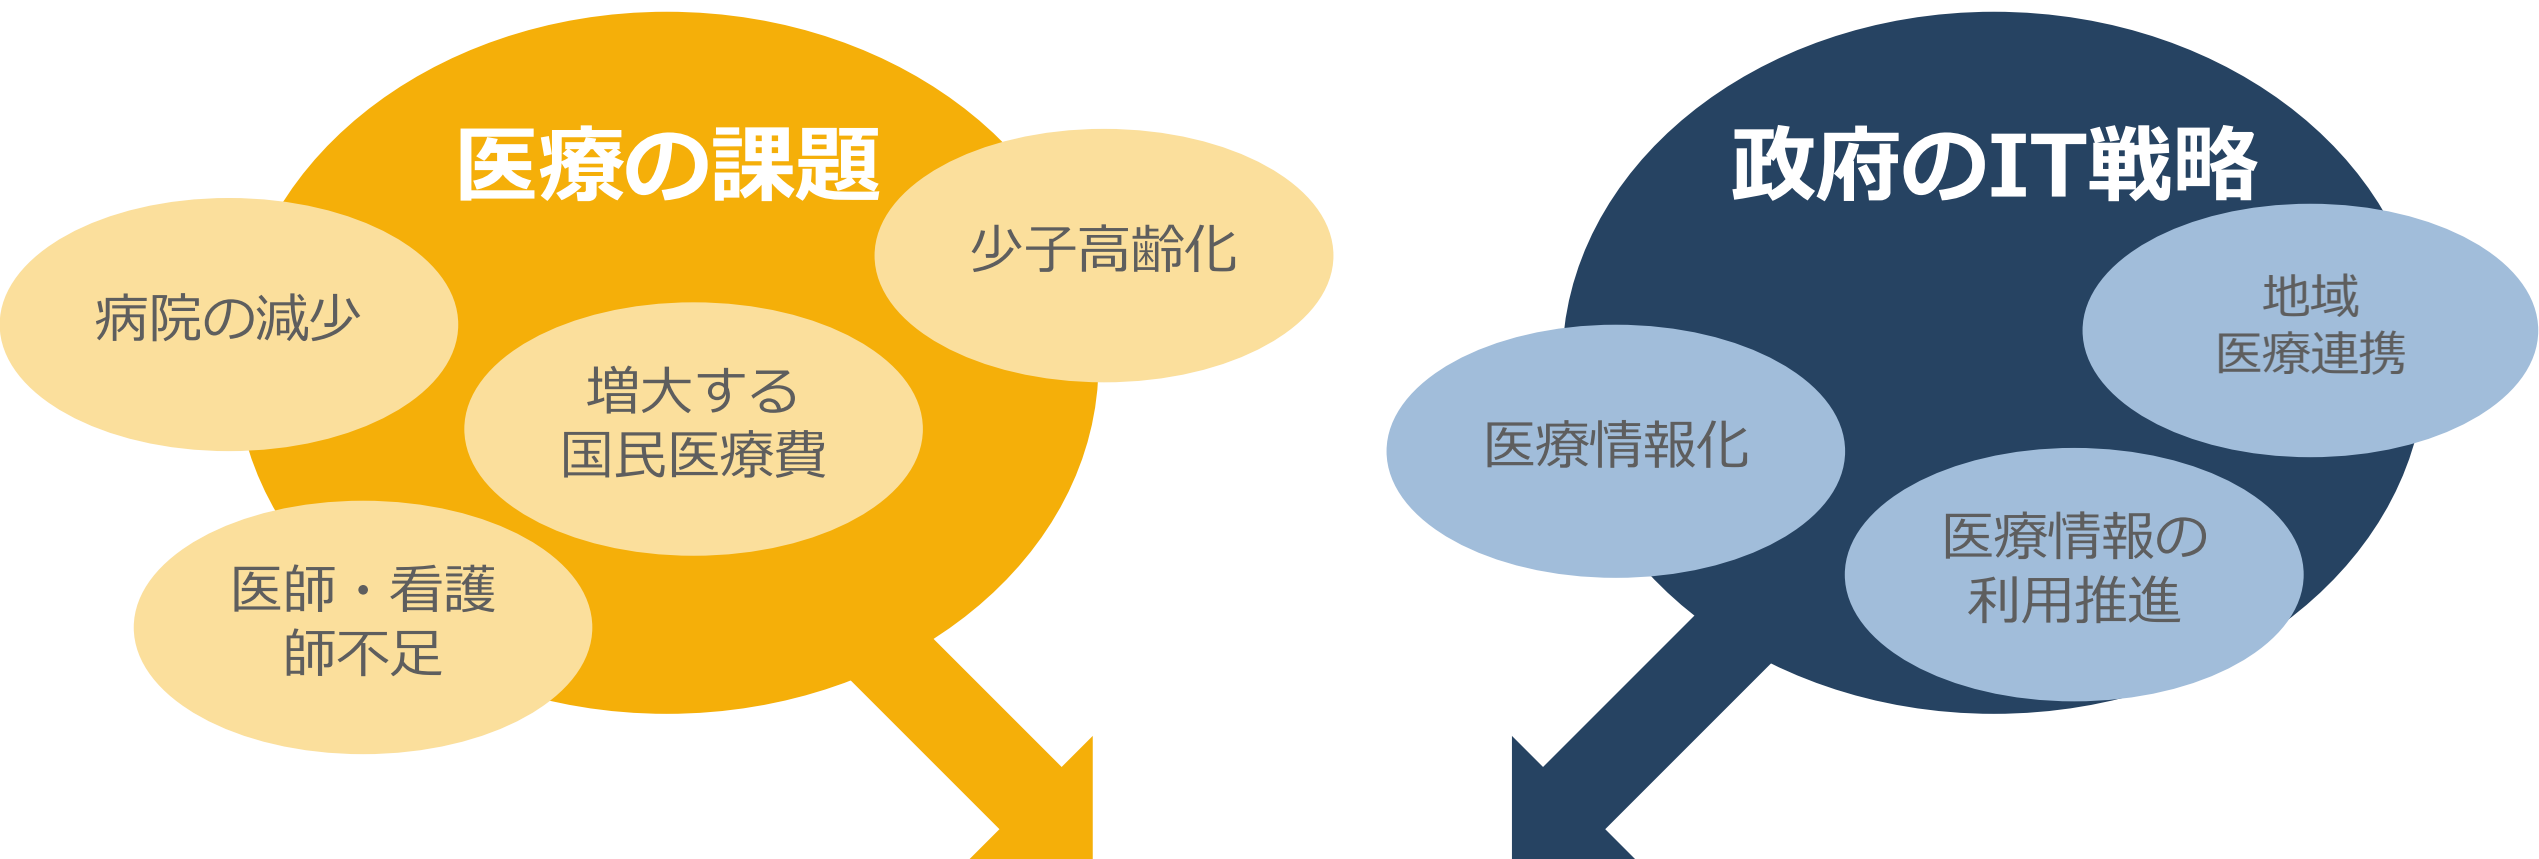 医療の課題
少子高齢化
病院の減少
増大する
国民医療費
医師・看護
師不足
政府のIT戦略
地域
医療連携
医療情報化
医療情報の
利用推進